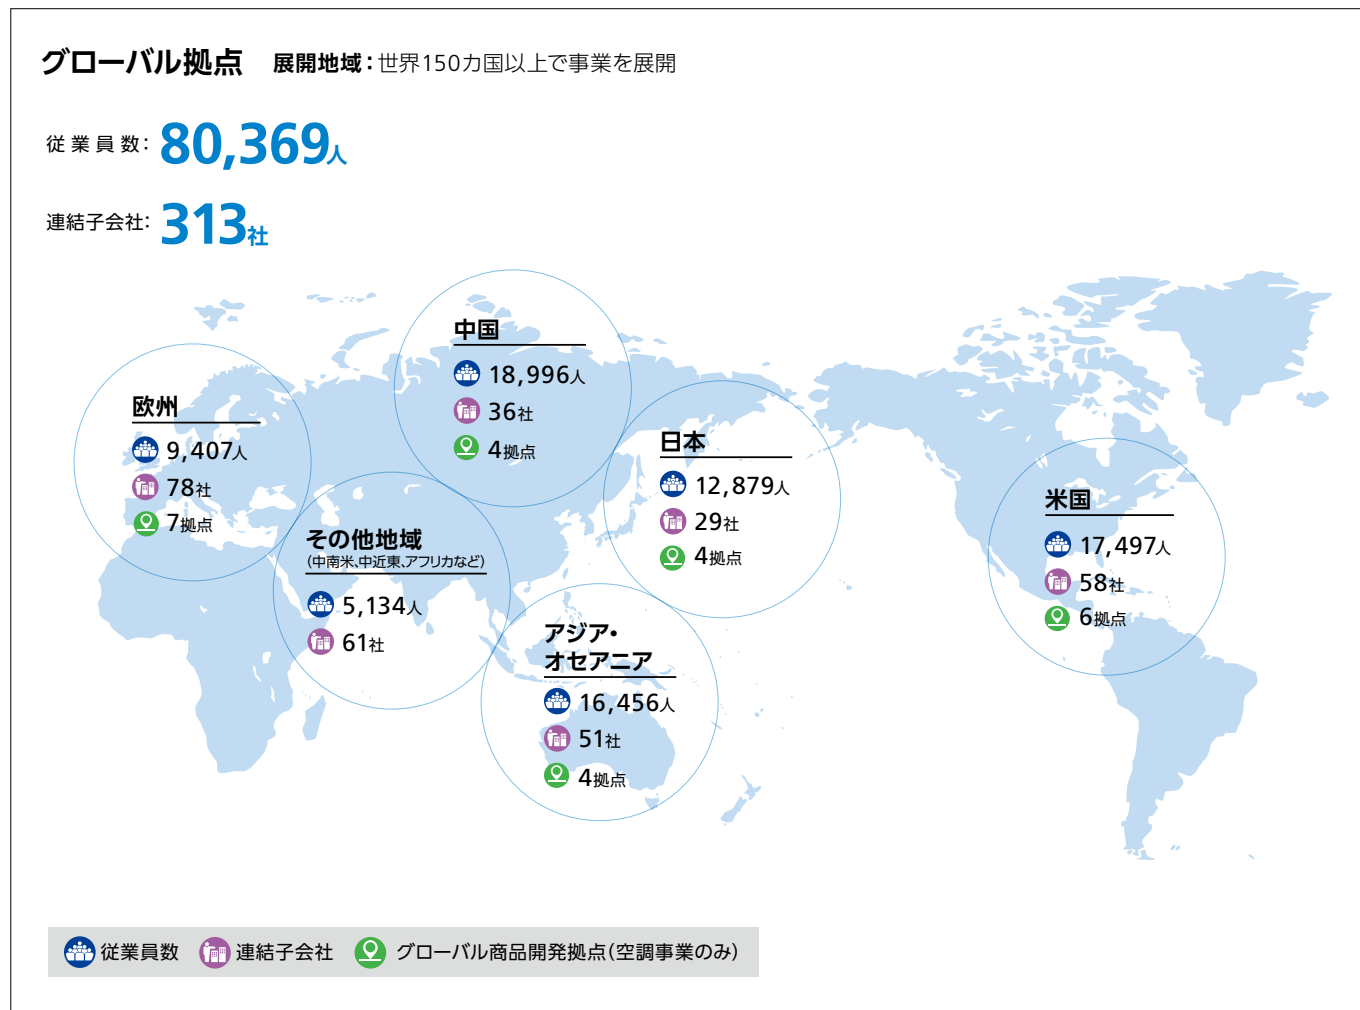 グローバル拠点 展開地域：世界150カ国以上で事業を展開
従業員数：80,369人
連結子会社：313社
中国
18,996人
36社
4拠点
欧州
9,407人
78社
7拠点
日本
12,879人
29社
4拠点
米国
17,497人
58社
6拠点
その他地域
（中南米、中近東、アフリカなど）
5,134人
61社
アジア・
オセアニア
16,456人
51社
4拠点
従業員数 連結子会社 グローバル商品開発拠点（空調事業のみ）